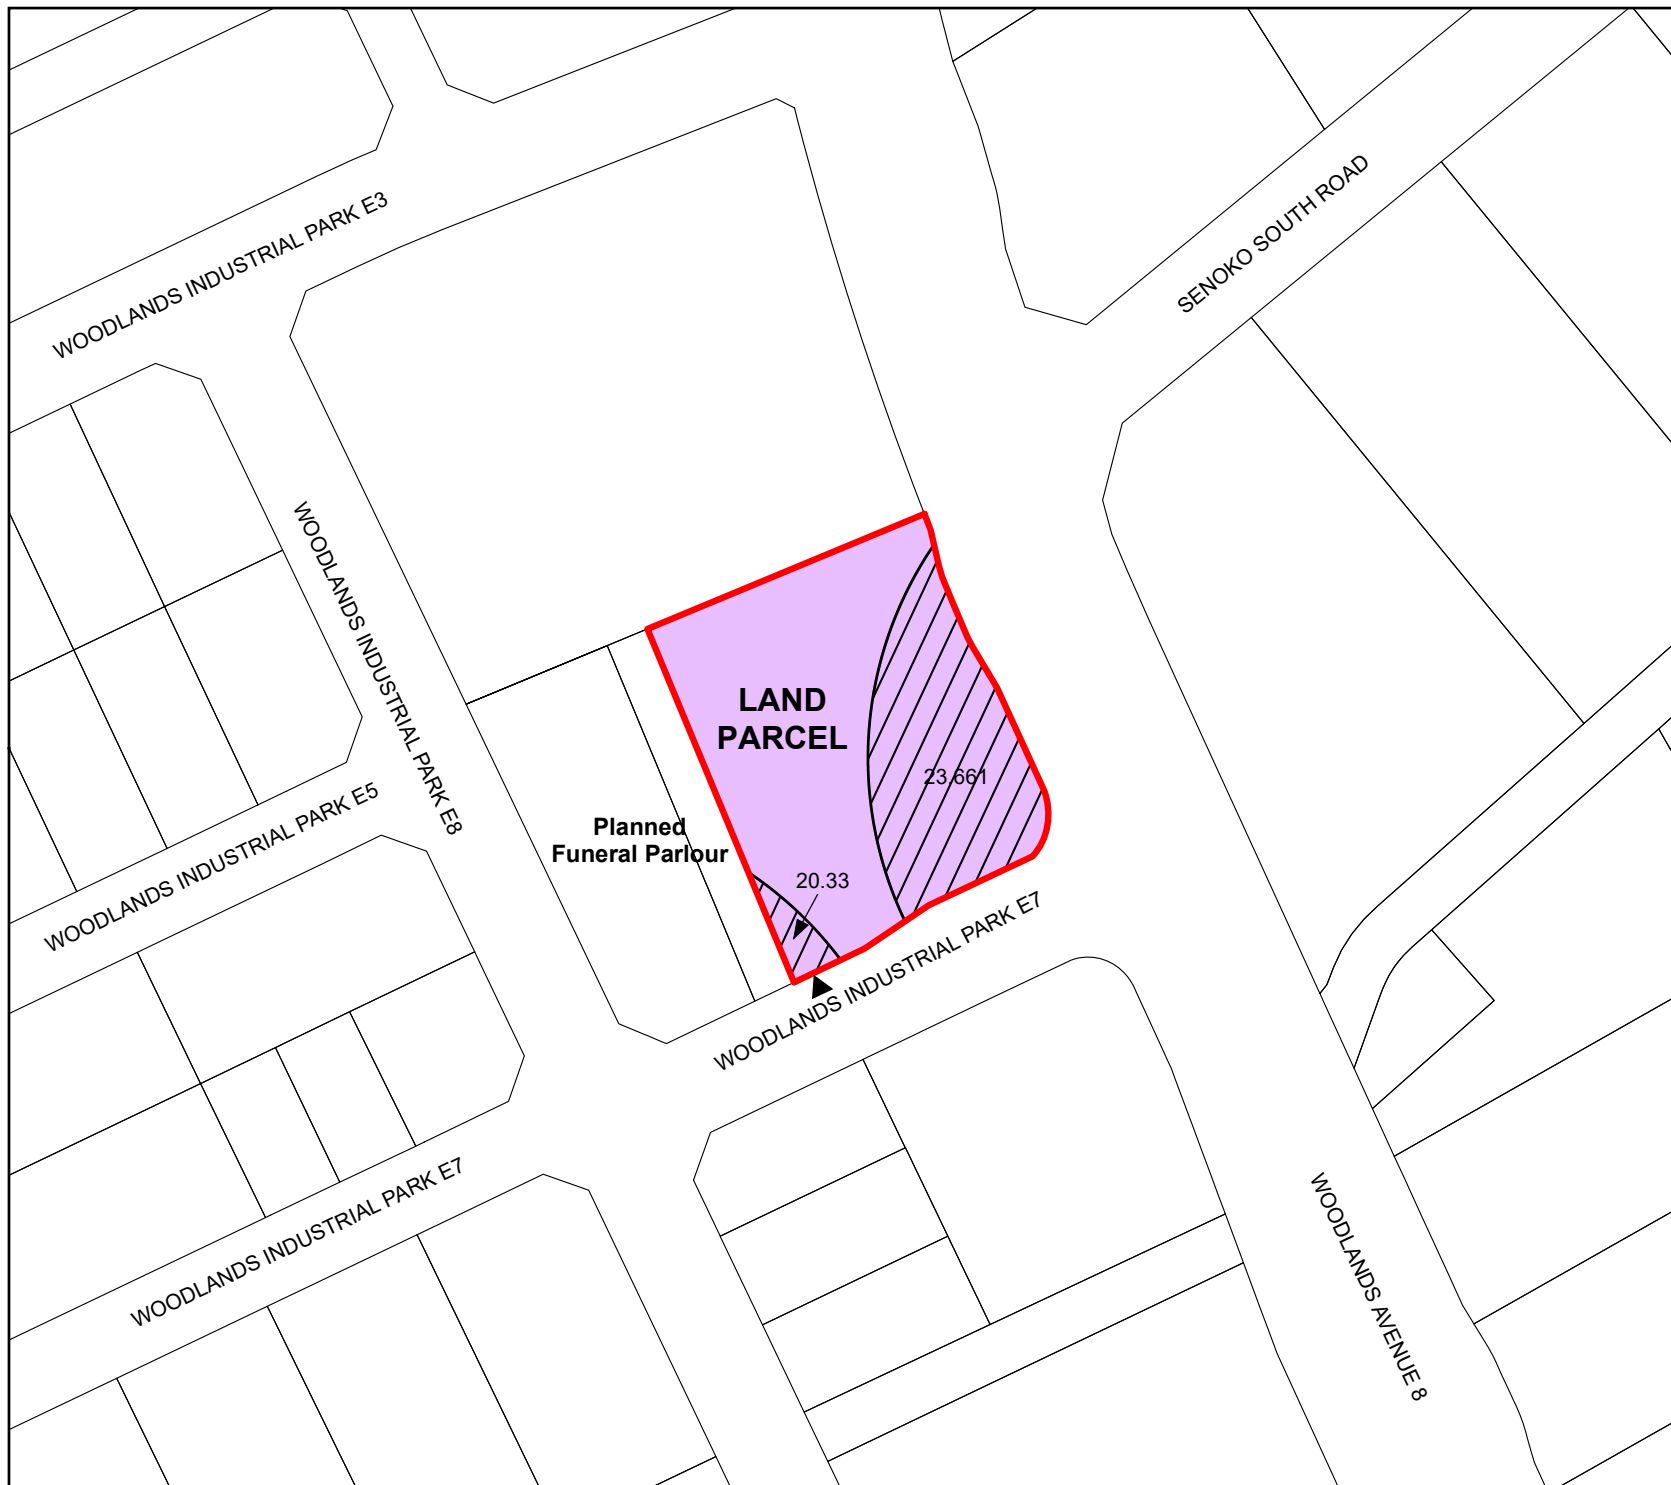 WOODLANDS INDUSTRIAL PARK E3
SENOKO SOUTH ROAD
WOODLANDS INDUSTRIAL PARK E8
LAND
PARCEL
23.661
Planned
Funeral Parlour
20.33
WOODLANDS INDUSTRIAL PARK E5
WOODLANDS INDUSTRIAL PARK E7
WOODLANDS INDUSTRIAL PARK E7
WOODLANDS AVENUE 8